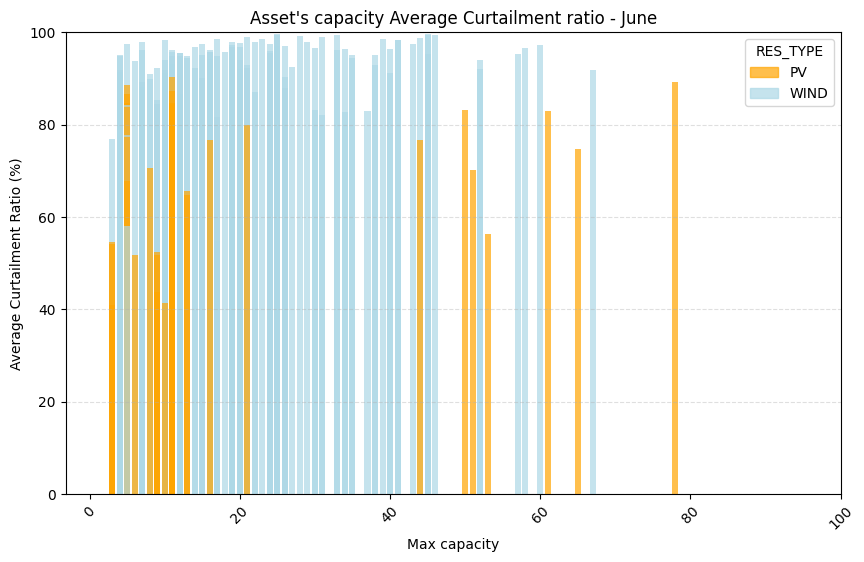 Asset's capacity Average Curtailment ratio - June
100
80
60
40
20
0
Average Curtailment Ratio (%)
RES_TYPE
PV
WIND
0
20
40
60
80
100
Max capacity